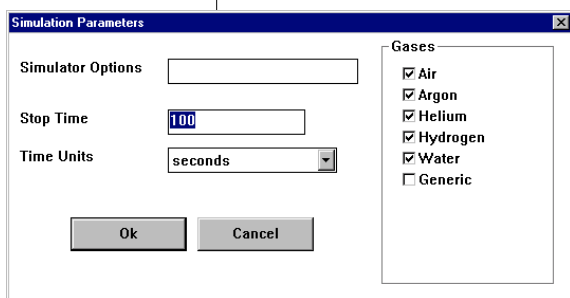 Simulation Parameters
Simulator Options
Stop Time
100
Time Units
seconds
Ok
Cancel
Gases
Air
Argon
Helium
Hydrogen
Water
Generic